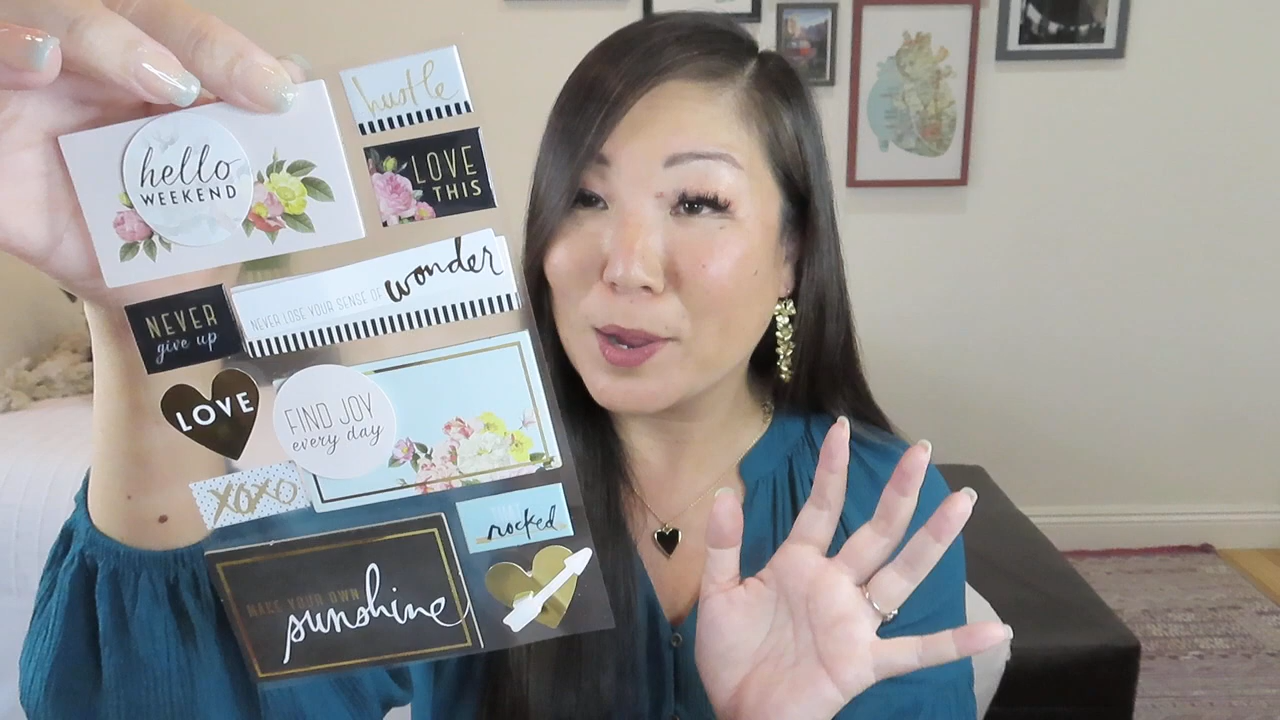 hustle
hello
WEEKEND
LOVE
THIS
NEVER LOSE YOUR SENSE OF wonder
NEVER
give up
LOVE
FIND JOY
every day
XOXO
THAT
rocked
MAKE YOUR OWN
sunshine